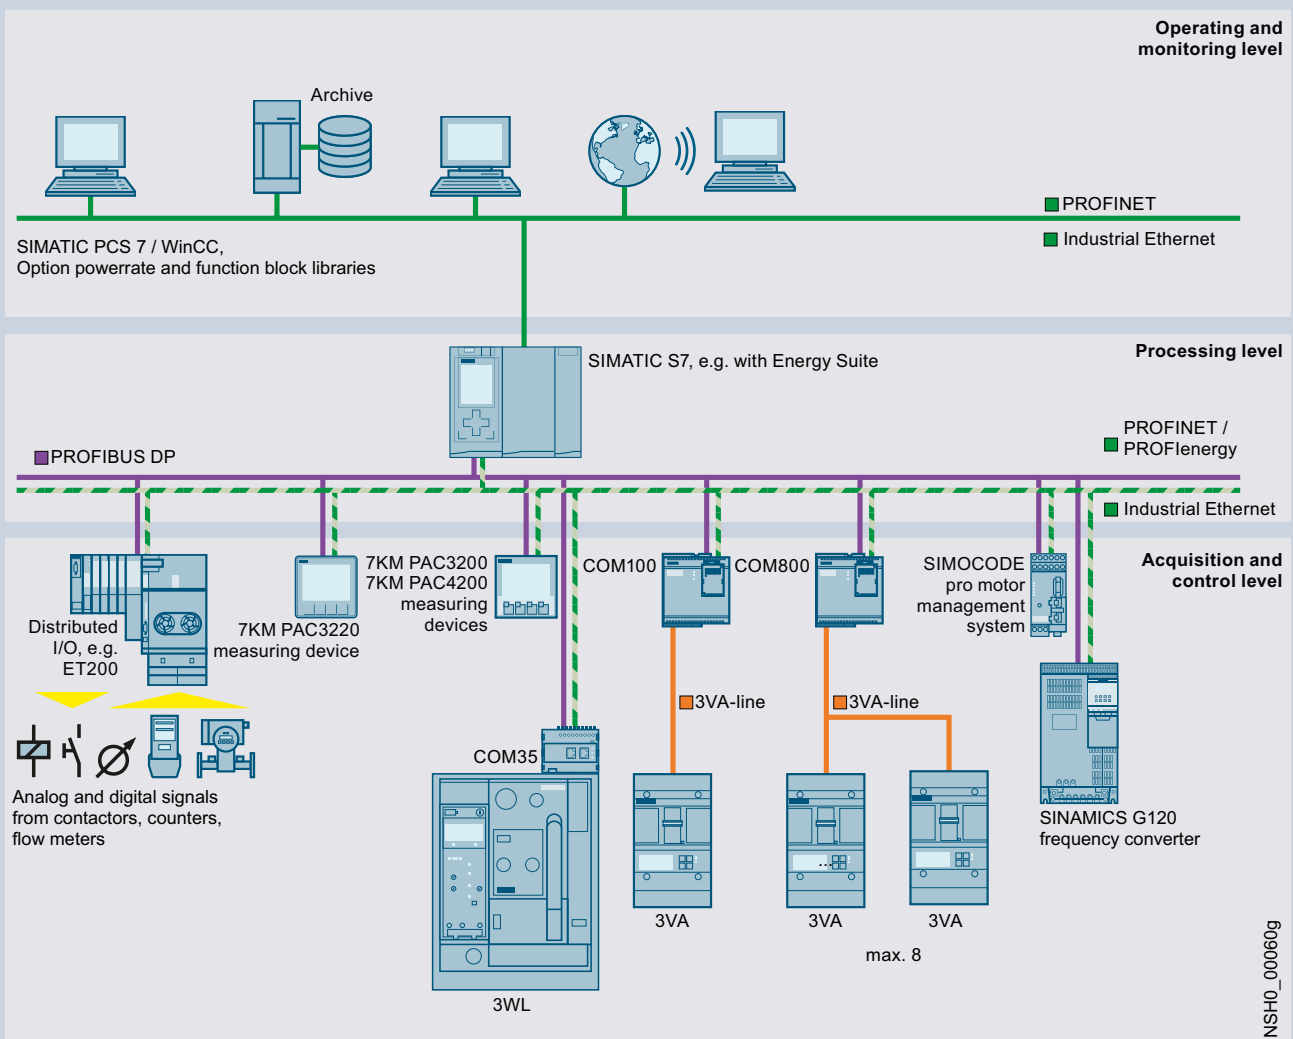 Operating and
monitoring level
Archive
PROFINET
Industrial Ethernet
SIMATIC PCS 7 / WinCC,
Option powerrate and function block libraries
Processing level
SIMATIC S7, e.g. with Energy Suite
PROFIBUS DP
PROFINET /
PROFIenergy
Industrial Ethernet
Acquisition and
control level
Distributed
I/O, e.g.
ET200
7KM PAC3220
measuring device
7KM PAC3200
7KM PAC4200
measuring
devices
COM100
COM800
SIMOCODE
pro motor
management
system
3VA-line
3VA-line
COM35
Analog and digital signals
from contactors, counters,
flow meters
SINAMICS G120
frequency converter
3VA
3VA
3VA
max. 8
3WL
NSH0_00060g